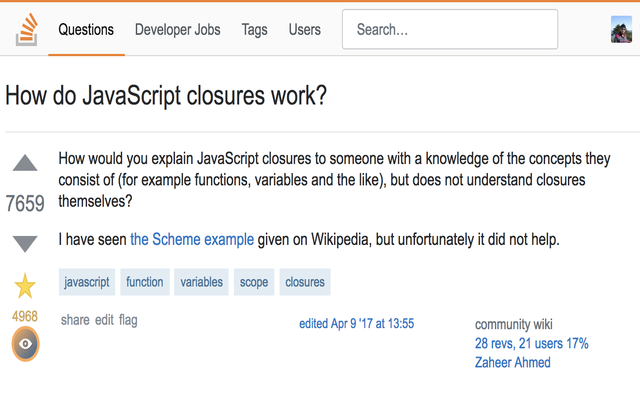 Questions Developer Jobs Tags Users Search...
How do JavaScript closures work?
How would you explain JavaScript closures to someone with a knowledge of the concepts they
consist of (for example functions, variables and the like), but does not understand closures
themselves?
7659
I have seen the Scheme example given on Wikipedia, but unfortunately it did not help.
javascript function variables scope closures
4968
share edit flag
edited Apr 9 '17 at 13:55
community wiki
28 revs, 21 users 17%
Zaheer Ahmed